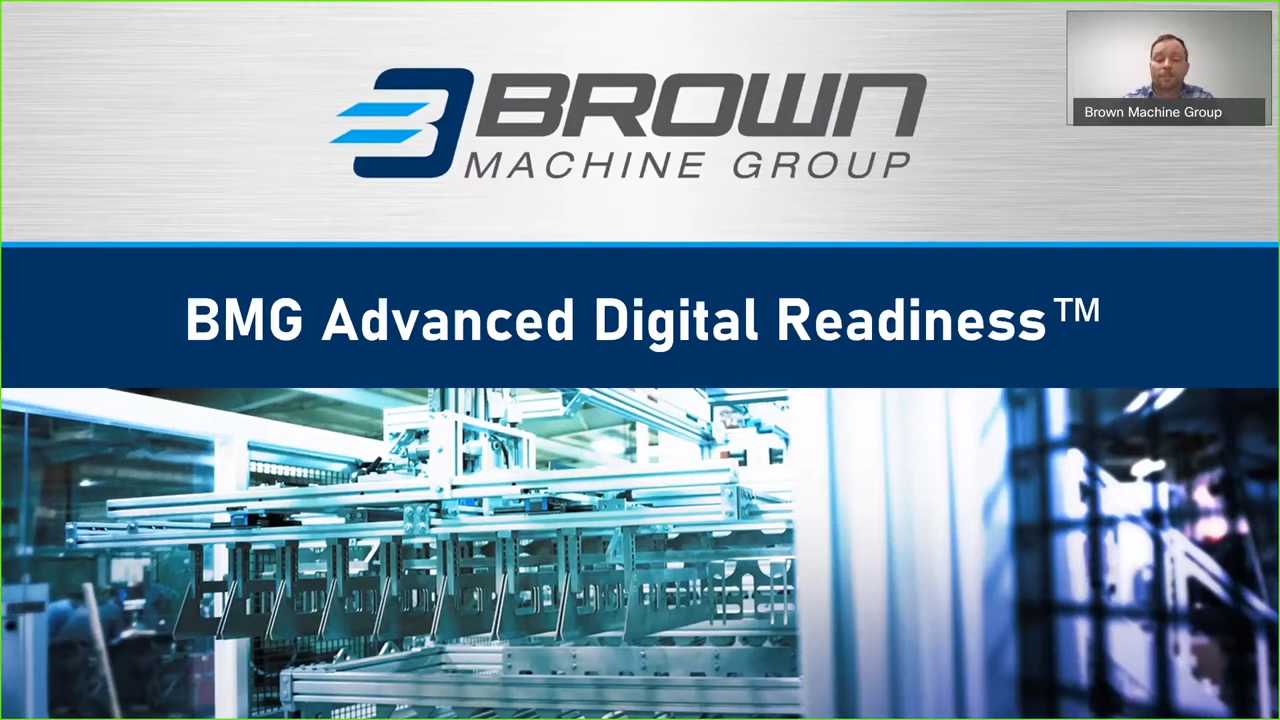 BROWN
MACHINE GROUP
Brown Machine Group
BMG Advanced Digital Readiness™